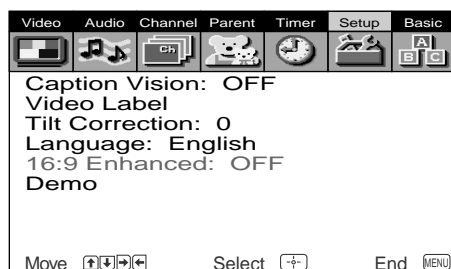 Video Audio Channel Parent Timer Setup Basic
Ch
A
B C
Caption Vision: OFF
Video Label
Tilt Correction: 0
Language: English
16:9 Enhanced: OFF
Demo
Move Select End MENU